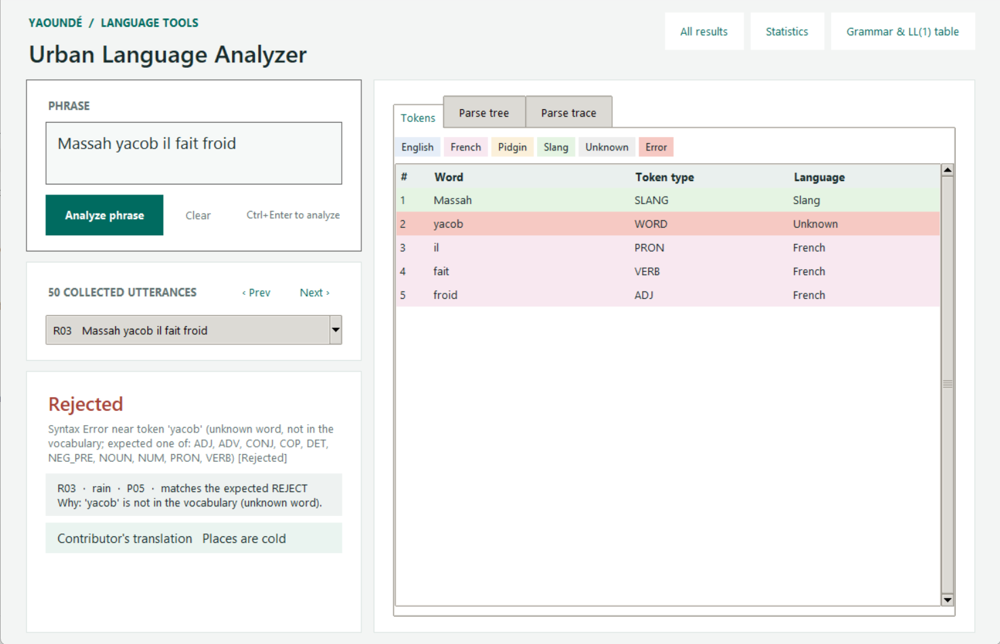 YAOUNDÉ / LANGUAGE TOOLS
Urban Language Analyzer
All results
Statistics
Grammar & LL(1) table
PHRASE
Massah yacob il fait froid
Analyze phrase
Clear
Ctrl+Enter to analyze
50 COLLECTED UTTERANCES
‹ Prev
Next ›
R03 Massah yacob il fait froid
Rejected
Syntax Error near token 'yacob' (unknown word, not in the
vocabulary; expected one of: ADJ, ADV, CONJ, COP, DET,
NEG_PRE, NOUN, NUM, PRON, VERB) [Rejected]
R03 · rain · P05 · matches the expected REJECT
Why: 'yacob' is not in the vocabulary (unknown word).
Contributor's translation Places are cold
Tokens
Parse tree
Parse trace
English
French
Pidgin
Slang
Unknown
Error
# Word Token type Language
1 Massah SLANG Slang
2 yacob WORD Unknown
3 il PRON French
4 fait VERB French
5 froid ADJ French